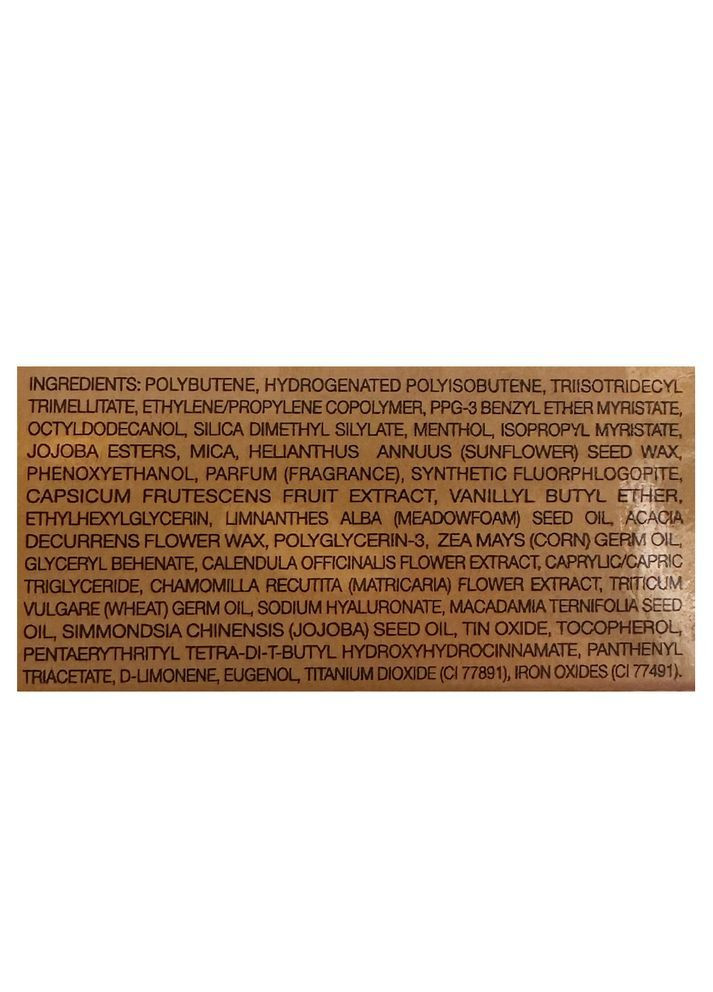 INGREDIENTS: POLYBUTENE, HYDROGENATED POLYISOBUTENE, TRIISOTRIDECYL
TRIMELLITATE, ETHYLENE/PROPYLENE COPOLYMER, PPG-3 BENZYL ETHER MYRISTATE,
OCTYLDODECANOL, SILICA DIMETHYL SILYLATE, MENTHOL, ISOPROPYL MYRISTATE,
JOJOBA ESTERS, MICA, HELIANTHUS ANNUUS (SUNFLOWER) SEED WAX,
PHENOXYETHANOL, PARFUM (FRAGRANCE), SYNTHETIC FLUORPHLOGOPITE,
CAPSICUM FRUTESCENS FRUIT EXTRACT, VANILLYL BUTYL ETHER,
ETHYLHEXYLGLYCERIN, LIMNANTHES ALBA (MEADOWFOAM) SEED OIL, ACACIA
DECURRENS FLOWER WAX, POLYGLYCERIN-3, ZEA MAYS (CORN) GERM OIL,
GLYCERYL BEHENATE, CALENDULA OFFICINALIS FLOWER EXTRACT, CAPRYLIC/CAPRIC
TRIGLYCERIDE, CHAMOMILLA RECUTITA (MATRICARIA) FLOWER EXTRACT, TRITICUM
VULGARE (WHEAT) GERM OIL, SODIUM HYALURONATE, MACADAMIA TERNIFOLIA SEED
OIL, SIMMONDSIA CHINENSIS (JOJOBA) SEED OIL, TIN OXIDE, TOCOPHEROL,
PENTAERYTHRITYL TETRA-DI-T-BUTYL HYDROXYHYDROCINNAMATE, PANTHENYL
TRIACETATE, D-LIMONENE, EUGENOL, TITANIUM DIOXIDE (CI 77891), IRON OXIDES (CI 77491).